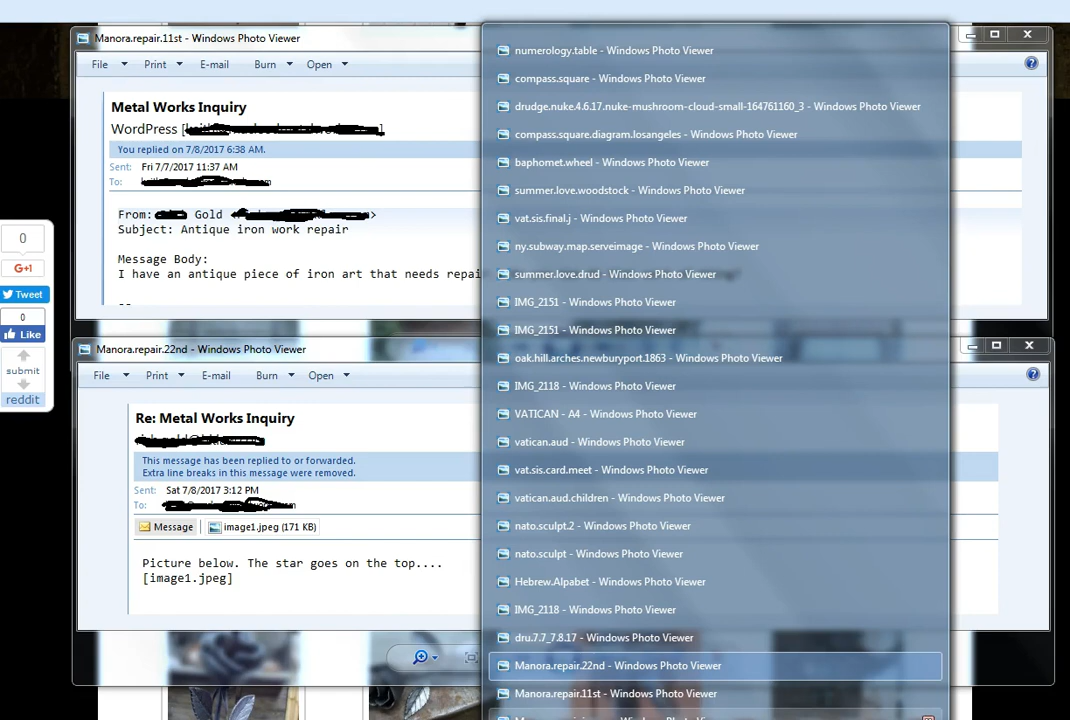 Manora.repair.11st - Windows Photo Viewer
File Print E-mail Burn Open
Metal Works Inquiry
WordPress [
You replied on 7/8/2017 6:38 AM.
Sent: Fri 7/7/2017 11:37 AM
To:
From: Gold < >
Subject: Antique iron work repair
Message Body:
I have an antique piece of iron art that needs repai
--
0
G+1
Tweet
0
Like
submit
reddit
Manora.repair.22nd - Windows Photo Viewer
File Print E-mail Burn Open
Re: Metal Works Inquiry
This message has been replied to or forwarded.
Extra line breaks in this message were removed.
Sent: Sat 7/8/2017 3:12 PM
To:
Message image1.jpeg (171 KB)
Picture below. The star goes on the top....
[image1.jpeg]
numerology.table - Windows Photo Viewer
compass.square - Windows Photo Viewer
drudge.nuke.4.6.17.nuke-mushroom-cloud-small-164761160_3 - Windows Photo Viewer
compass.square.diagram.losangeles - Windows Photo Viewer
baphomet.wheel - Windows Photo Viewer
summer.love.woodstock - Windows Photo Viewer
vat.sis.final.j - Windows Photo Viewer
ny.subway.map.serveimage - Windows Photo Viewer
summer.love.drud - Windows Photo Viewer
IMG_2151 - Windows Photo Viewer
IMG_2151 - Windows Photo Viewer
oak.hill.arches.newburyport.1863 - Windows Photo Viewer
IMG_2118 - Windows Photo Viewer
VATICAN - A4 - Windows Photo Viewer
vatican.aud - Windows Photo Viewer
vat.sis.card.meet - Windows Photo Viewer
vatican.aud.children - Windows Photo Viewer
nato.sculpt.2 - Windows Photo Viewer
nato.sculpt - Windows Photo Viewer
Hebrew.Alpabet - Windows Photo Viewer
IMG_2118 - Windows Photo Viewer
dru.7.7_7.8.17 - Windows Photo Viewer
Manora.repair.22nd - Windows Photo Viewer
Manora.repair.11st - Windows Photo Viewer